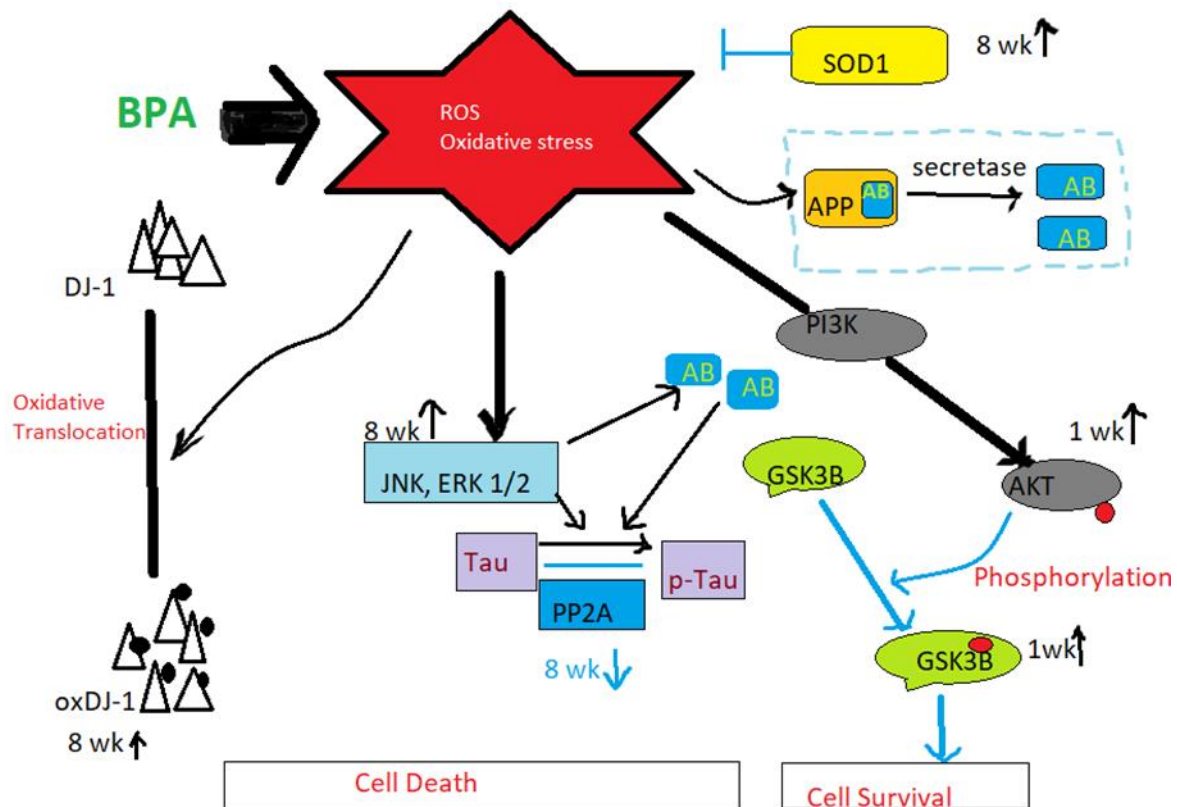 8 wk
SOD1
BPA
ROS
Oxidative stress
secretase
AB
APP
AB
AB
DJ-1
PI3K
Oxidative
Translocation
AB
AB
8 wk
1 wk
JNK, ERK 1/2
GSK3B
AKT
Tau
p-Tau
Phosphorylation
PP2A
8 wk
GSK3B
1wk
oxDJ-1
8 wk
Cell Death
Cell Survival